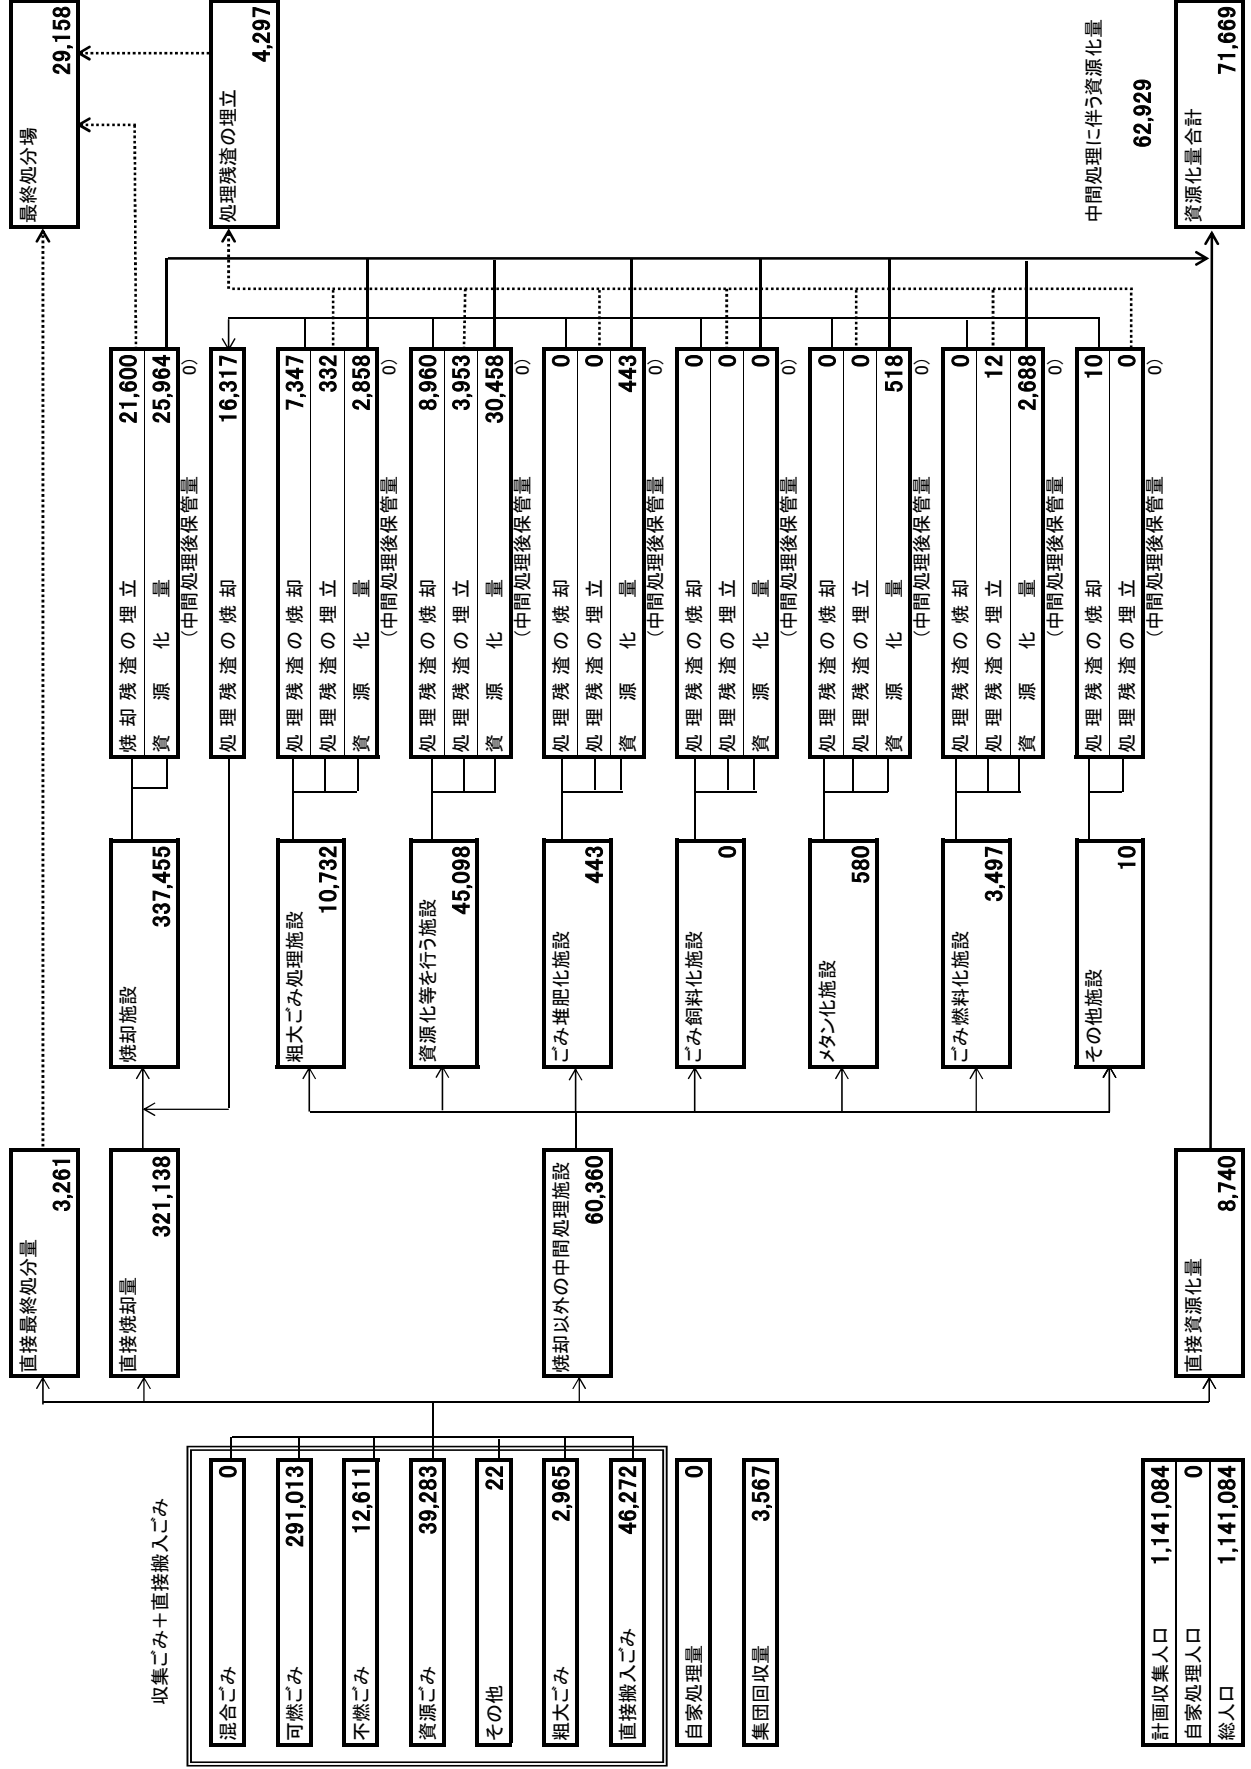 収集ごみ＋直接搬入ごみ
混合ごみ 0
可燃ごみ 291,013
不燃ごみ 12,611
資源ごみ 39,283
その他 22
粗大ごみ 2,965
直接搬入ごみ 46,272
自家処理量 0
集団回収量 3,567
計画収集人口 1,141,084
自家処理人口 0
総人口 1,141,084
直接最終処分量
3,261
直接焼却量
321,138
焼却以外の中間処理施設
60,360
直接資源化量
8,740
焼却施設
337,455
粗大ごみ処理施設
10,732
資源化等を行う施設
45,098
ごみ堆肥化施設
443
ごみ飼料化施設
0
メタン化施設
580
ごみ燃料化施設
3,497
その他施設
10
焼却残渣の埋立 21,600
資源化量 25,964
(中間処理後保管量 0)
処理残渣の焼却 16,317
処理残渣の焼却 7,347
処理残渣の埋立 332
資源化量 2,858
(中間処理後保管量 0)
処理残渣の焼却 8,960
処理残渣の埋立 3,953
資源化量 30,458
(中間処理後保管量 0)
処理残渣の焼却 0
処理残渣の埋立 0
資源化量 443
(中間処理後保管量 0)
処理残渣の焼却 0
処理残渣の埋立 0
資源化量 0
(中間処理後保管量 0)
処理残渣の焼却 0
処理残渣の埋立 0
資源化量 518
(中間処理後保管量 0)
処理残渣の焼却 0
処理残渣の埋立 12
資源化量 2,688
(中間処理後保管量 0)
処理残渣の焼却 10
処理残渣の埋立 0
(中間処理後保管量 0)
最終処分場
29,158
処理残渣の埋立
4,297
中間処理に伴う資源化量
62,929
資源化量合計
71,669